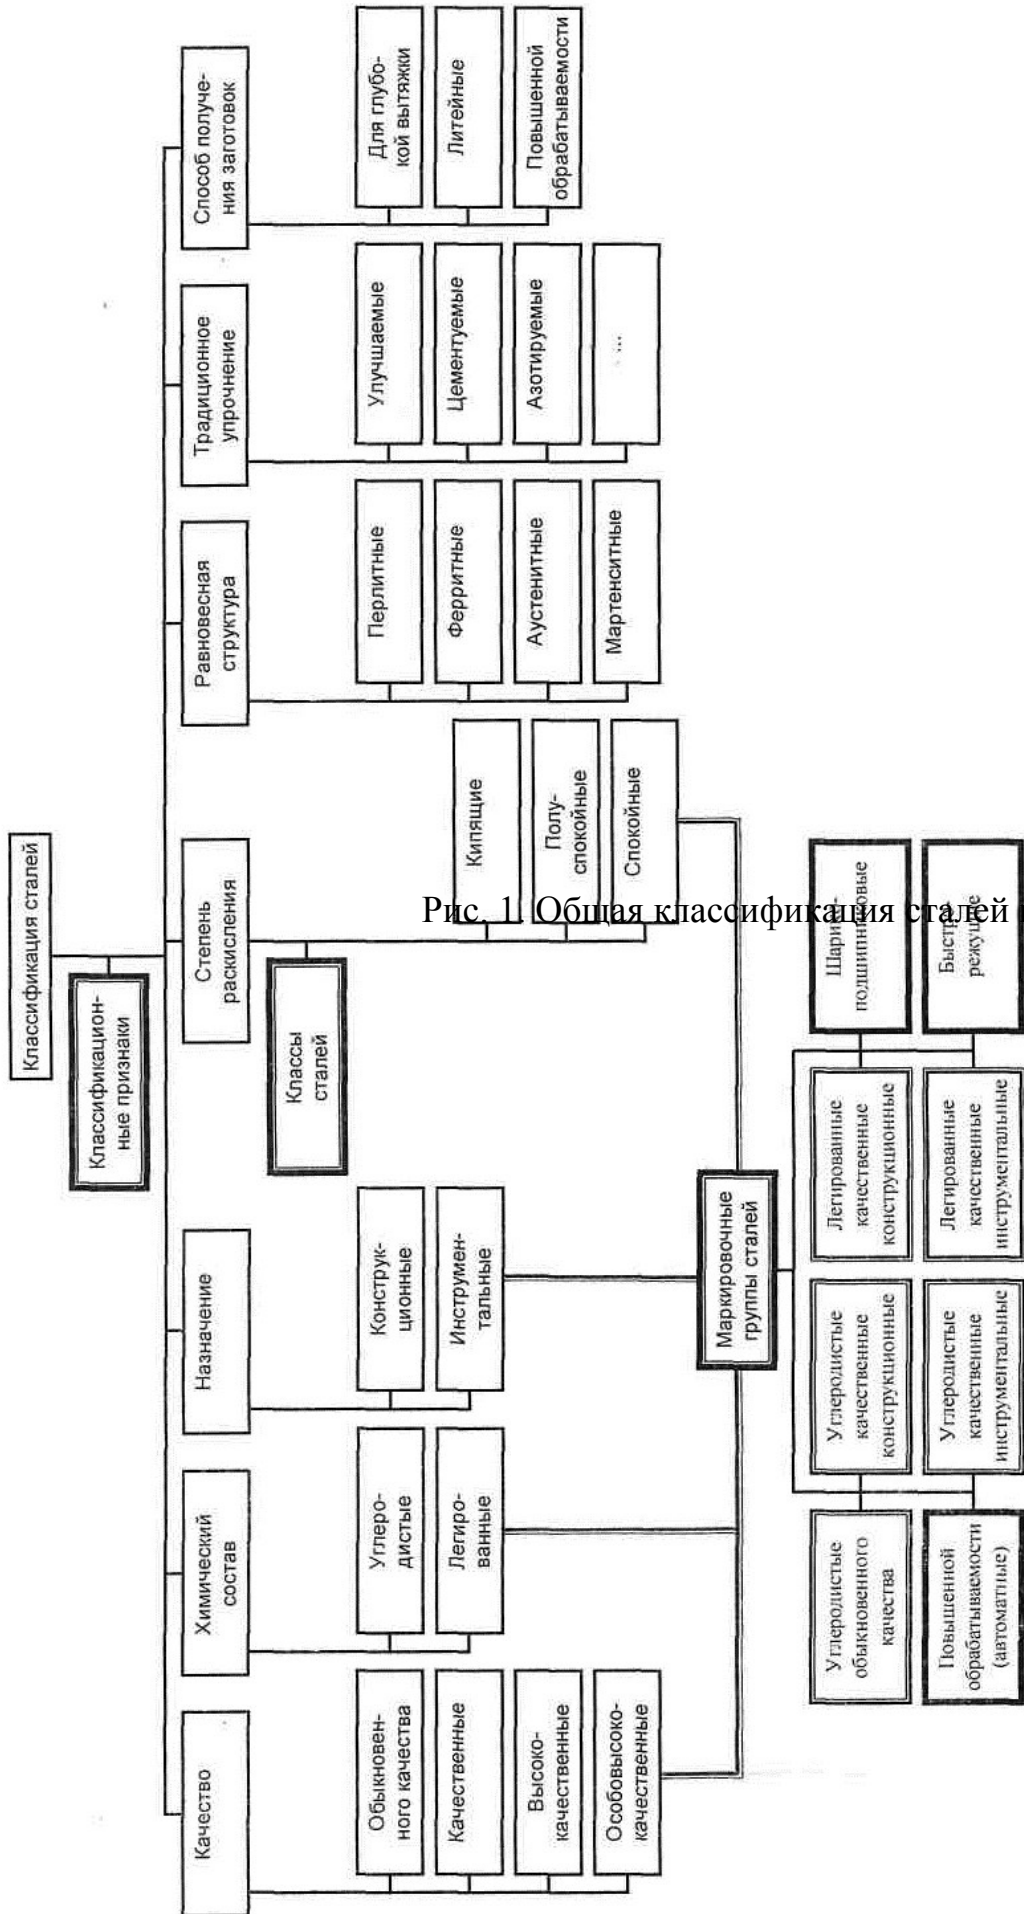 Классификация сталей
Классификацион-
ные признаки
Качество
Химический
состав
Назначение
Степень
раскисления
Равновесная
структура
Традиционное
упрочнение
Способ получе-
ния заготовок
Классы
сталей
Обыкновен-
ного качества
Качественные
Высоко-
качественные
Особовысоко-
качественные
Углеро-
дистые
Легиро-
ванные
Конструк-
ционные
Инструмен-
тальные
Кипящие
Полу-
спокойные
Спокойные
Перлитные
Ферритные
Аустенитные
Мартенситные
Улучшаемые
Цементуемые
Азотируемые
...
Для глубо-
кой вытяжки
Литейные
Повышенной
обрабатываемости
Маркировочные
группы сталей
Углеродистые
обыкновенного
качества
Углеродистые
качественные
конструкционные
Легированные
качественные
конструкционные
Шарико-
подшипниковые
Повышенной
обрабатываемости
(автоматные)
Углеродистые
качественные
инструментальные
Легированные
качественные
инструментальные
Быстро-
режущие
Рис. 1. Общая классификация сталей